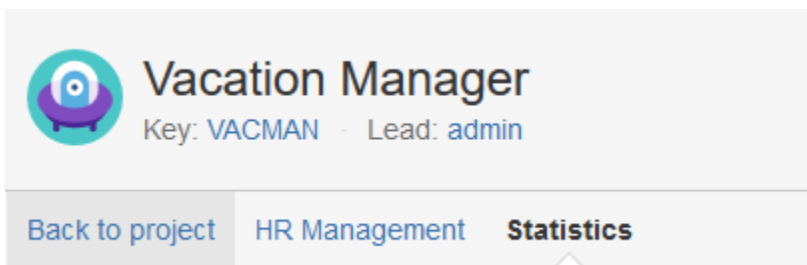 Vacation Manager
Key: VACMAN · Lead: admin
Back to project HR Management Statistics